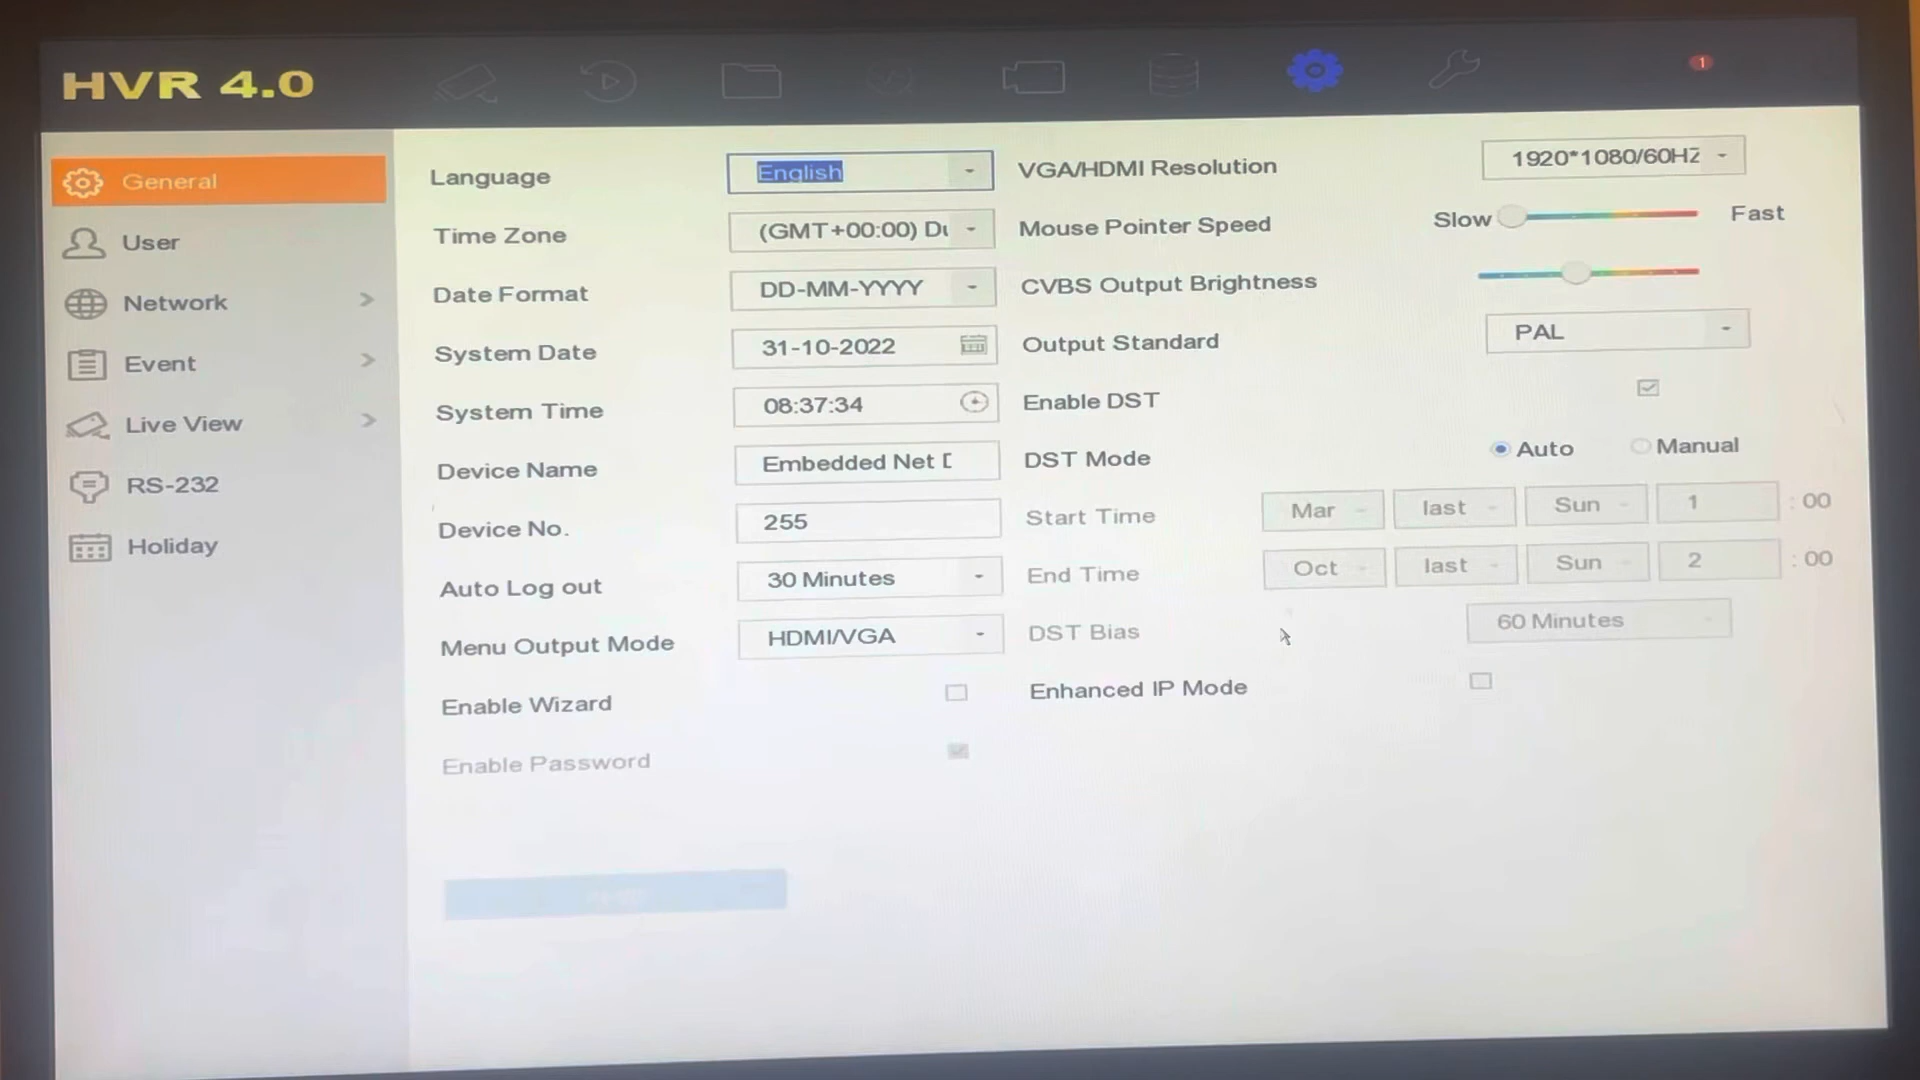 HVR 4.0
1
General
User
Network
Event
Live View
RS-232
Holiday
Language English
Time Zone (GMT+00:00) Du
Date Format DD-MM-YYYY
System Date 31-10-2022
System Time 08:37:34
Device Name Embedded Net D
Device No. 255
Auto Log out 30 Minutes
Menu Output Mode HDMI/VGA
Enable Wizard
Enable Password
VGA/HDMI Resolution 1920*1080/60HZ
Mouse Pointer Speed Slow Fast
CVBS Output Brightness
Output Standard PAL
Enable DST
DST Mode Auto Manual
Start Time Mar last Sun 1 : 00
End Time Oct last Sun 2 : 00
DST Bias 60 Minutes
Enhanced IP Mode